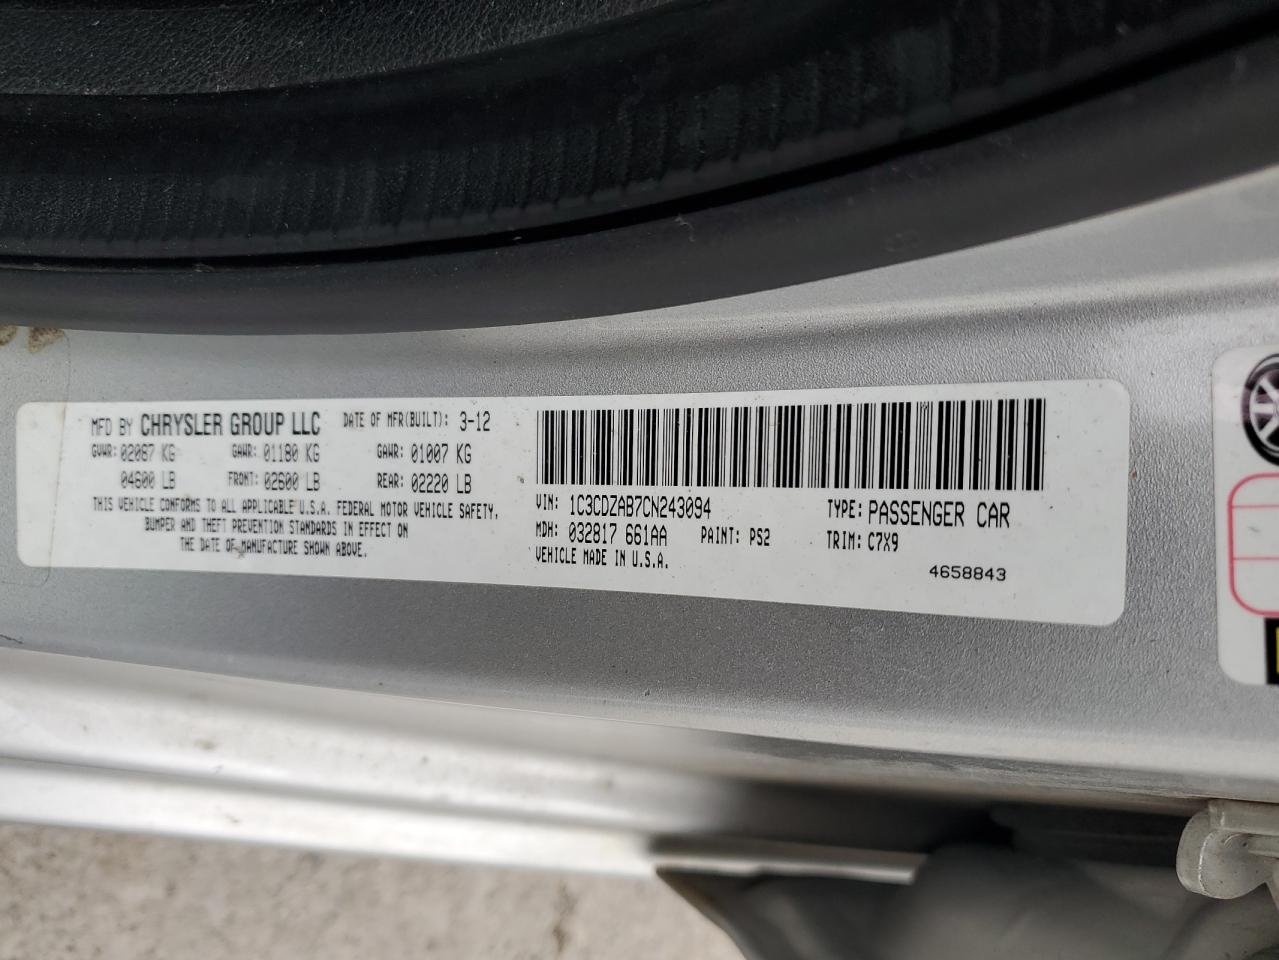 MFD BY CHRYSLER GROUP LLC DATE OF MFR(BUILT): 3-12
GVWR: 02087 KG GAWR: 01180 KG GAWR: 01007 KG
04600 LB FRONT: 02600 LB REAR: 02220 LB
THIS VEHICLE CONFORMS TO ALL APPLICABLE U.S.A. FEDERAL MOTOR VEHICLE SAFETY,
BUMPER AND THEFT PREVENTION STANDARDS IN EFFECT ON
THE DATE OF MANUFACTURE SHOWN ABOVE.
VIN: 1C3CDZAB7CN243094 TYPE: PASSENGER CAR
MDH: 032817 661AA PAINT: PS2 TRIM: C7X9
VEHICLE MADE IN U.S.A.
4658843